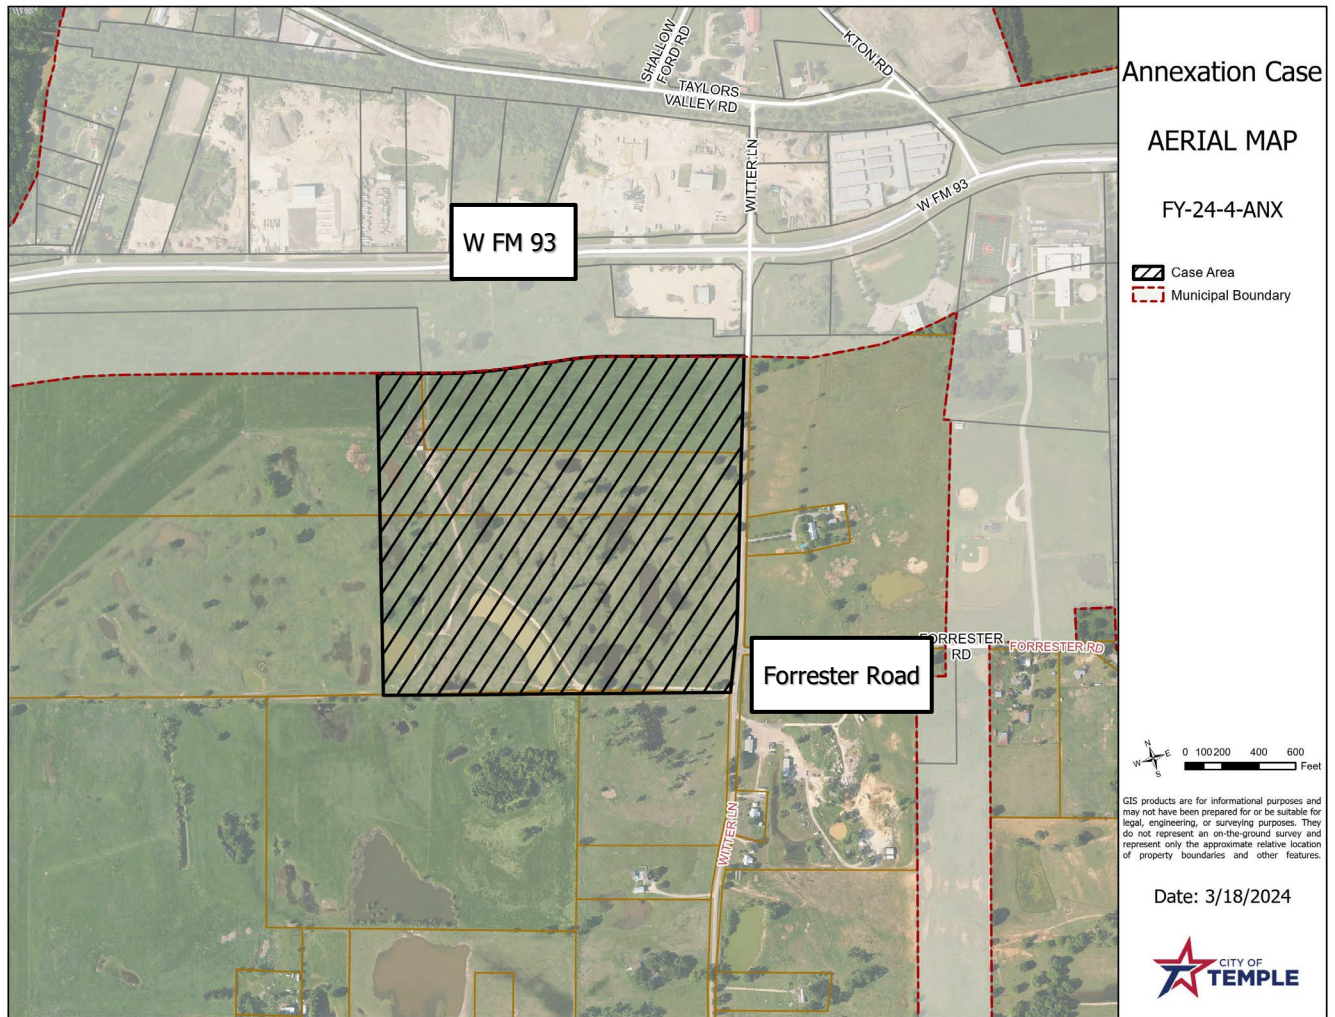 SHALLOW
FORD RD
KTON RD
TAYLORS
VALLEY RD
WITTER LN
W FM 93
W FM 93
FORRESTER
RD
FORRESTER RD
Forrester Road
WITTER LN
Annexation Case
AERIAL MAP
FY-24-4-ANX
Case Area
Municipal Boundary
N
W E
S
0 100 200 400 600
Feet
GIS products are for informational purposes and
may not have been prepared for or be suitable for
legal, engineering, or surveying purposes. They
do not represent an on-the-ground survey and
represent only the approximate relative location
of property boundaries and other features.
Date: 3/18/2024
CITY OF
TEMPLE